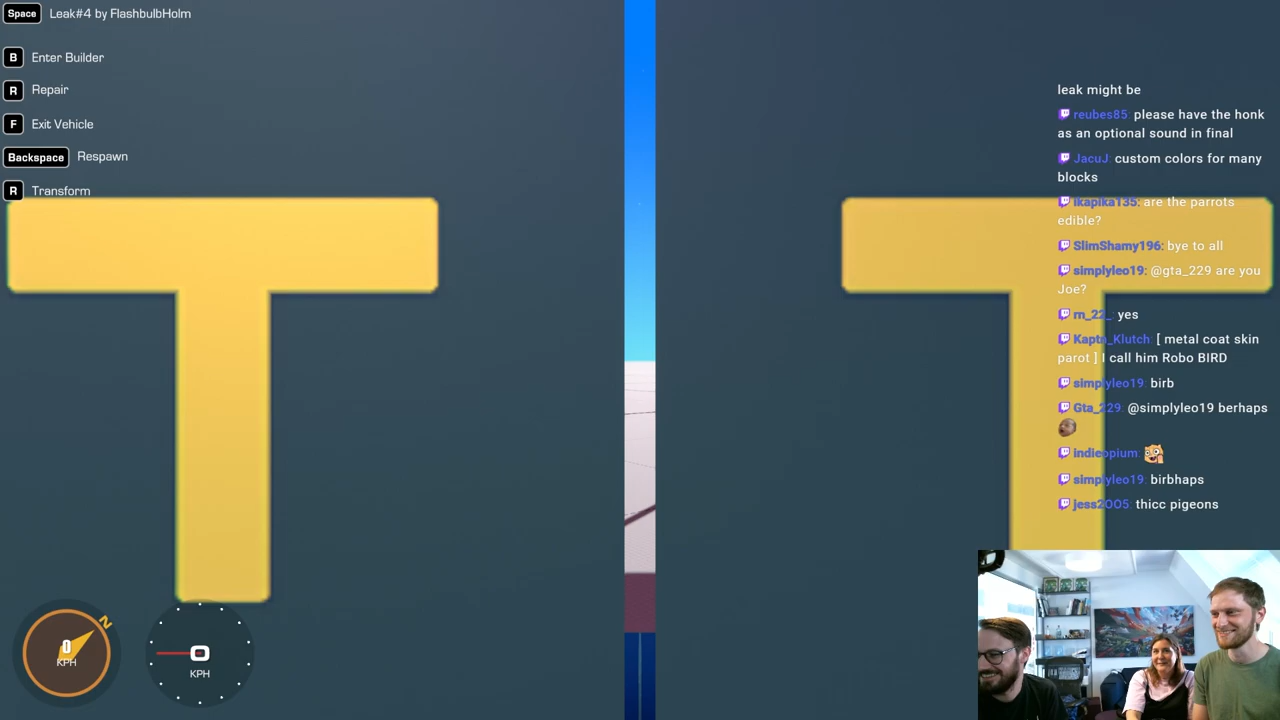 Space Leak#4 by FlashbulbHolm
B Enter Builder
R Repair
F Exit Vehicle
Backspace Respawn
R Transform
T T
leak might be
reubes85: please have the honk
as an optional sound in final
JacuJ: custom colors for many
blocks
ikapika135: are the parrots
edible?
SlimShamy196: bye to all
simplyleo19: @gta_229 are you
Joe?
rn_22_: yes
Kapta_Klutch: [ metal coat skin
parot ] I call him Robo BIRD
simplyleo19: birb
Gta_229: @simplyleo19 berhaps
indieopium:
simplyleo19: birbhaps
jess2005: thicc pigeons
N
0
KPH
0
KPH